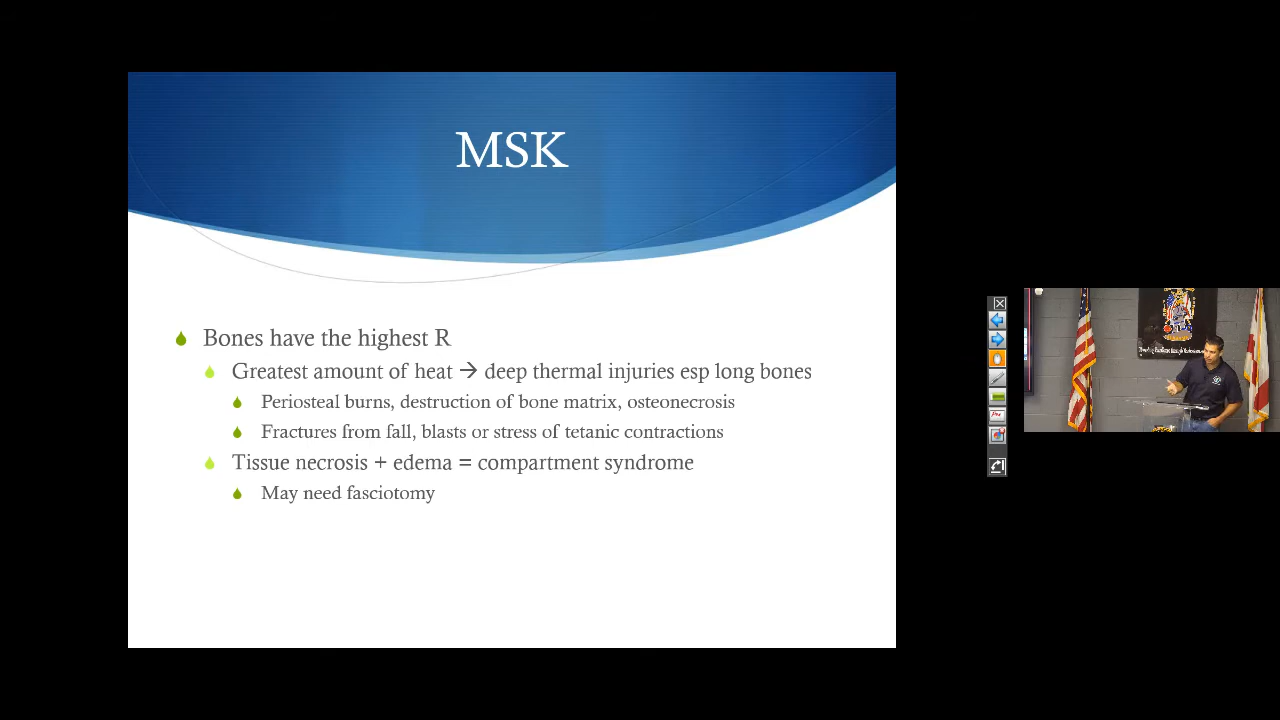 MSK
Bones have the highest R
Greatest amount of heat → deep thermal injuries esp long bones
Periosteal burns, destruction of bone matrix, osteonecrosis
Fractures from fall, blasts or stress of tetanic contractions
Tissue necrosis + edema = compartment syndrome
May need fasciotomy